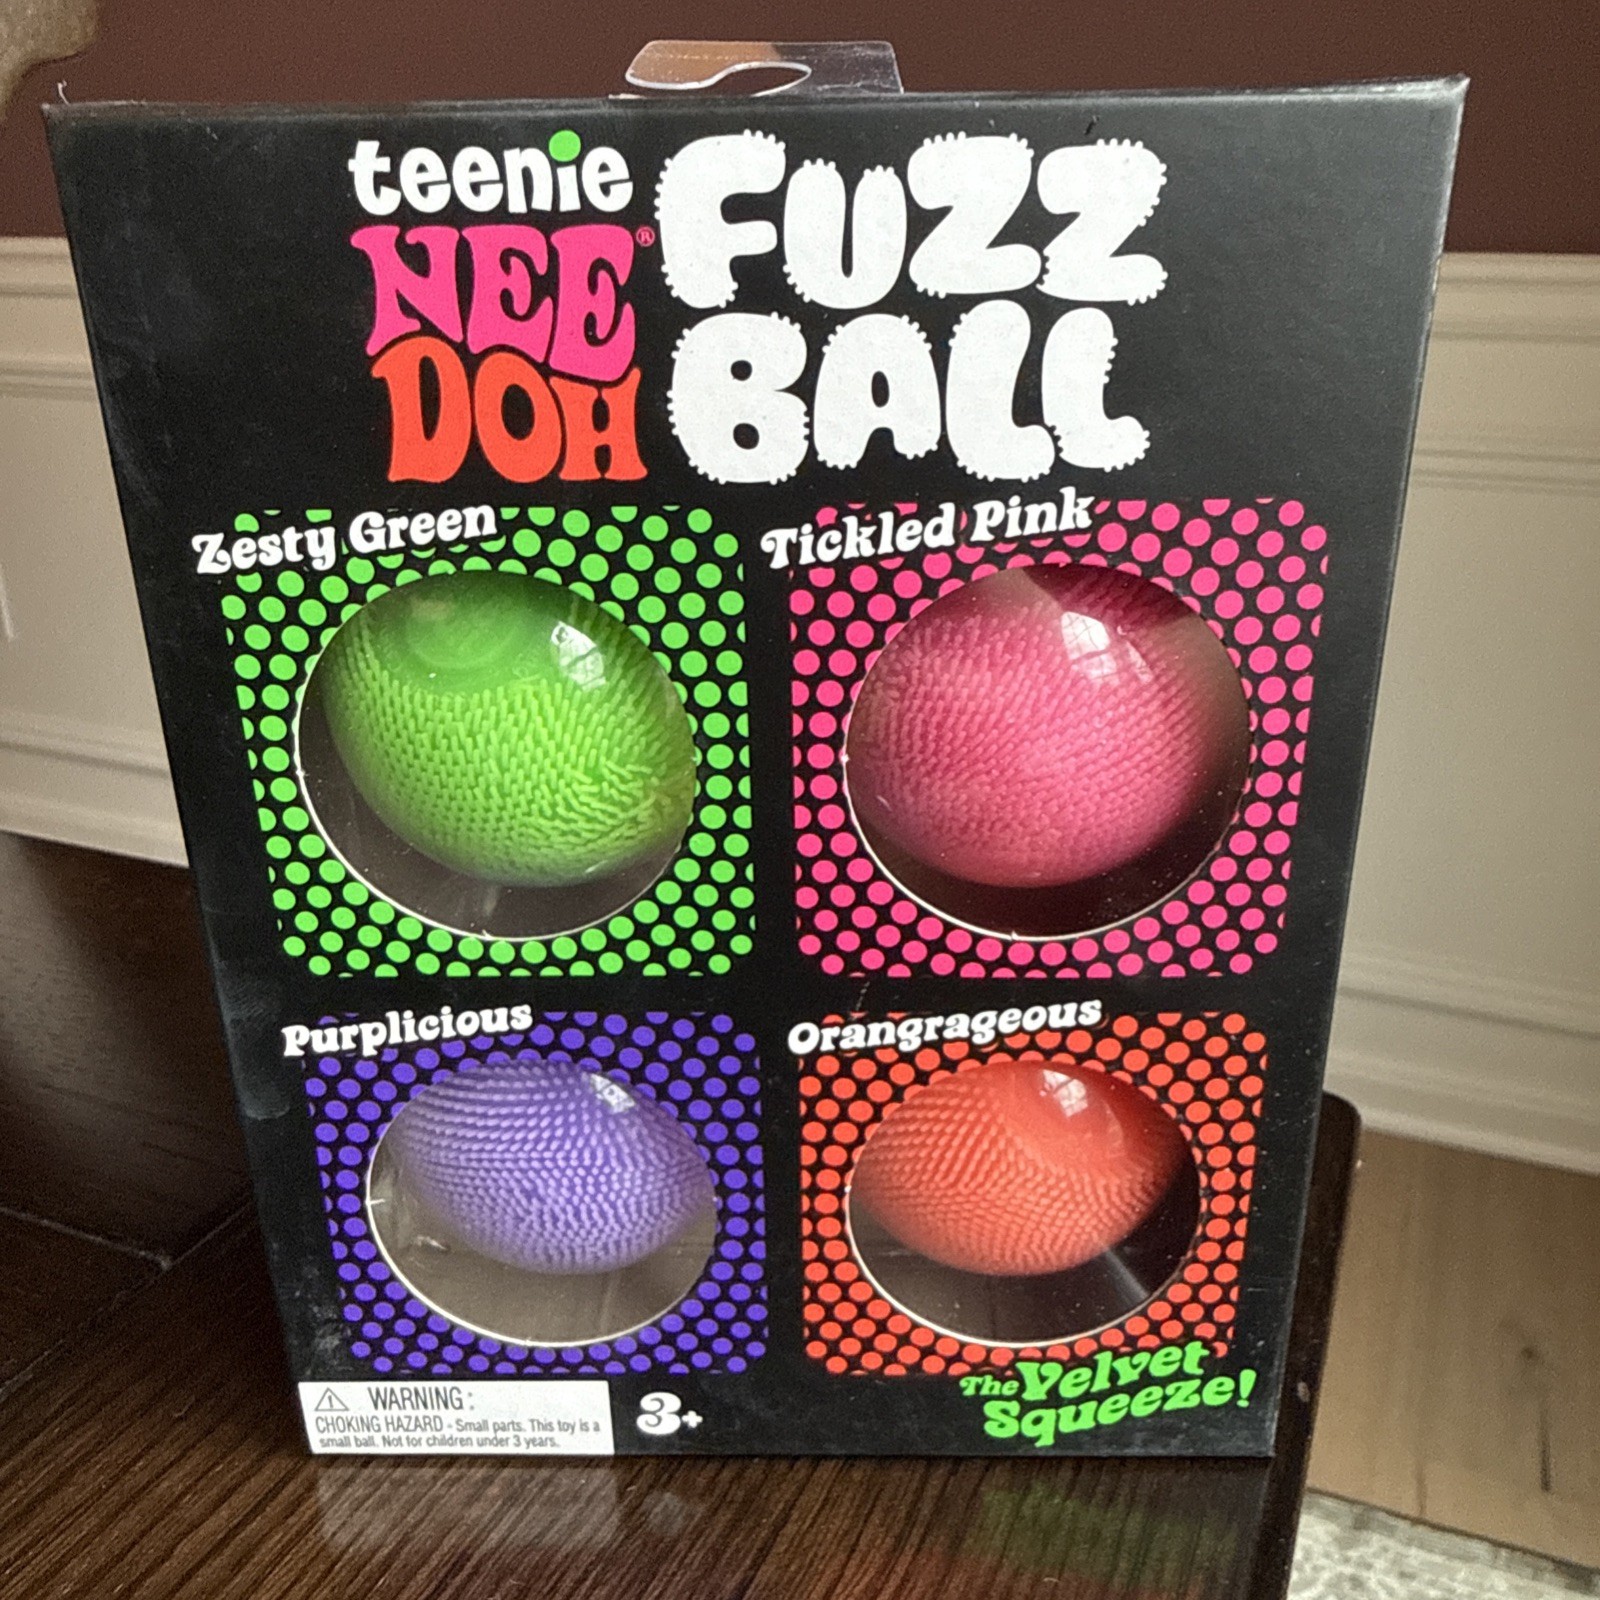 teenie
NEE®
DOH
FUZZ
BALL
Zesty Green
Tickled Pink
Purplicious
Orangrageous
The Velvet
Squeeze!
⚠ WARNING:
CHOKING HAZARD - Small parts. This toy is a
small ball. Not for children under 3 years.
3+